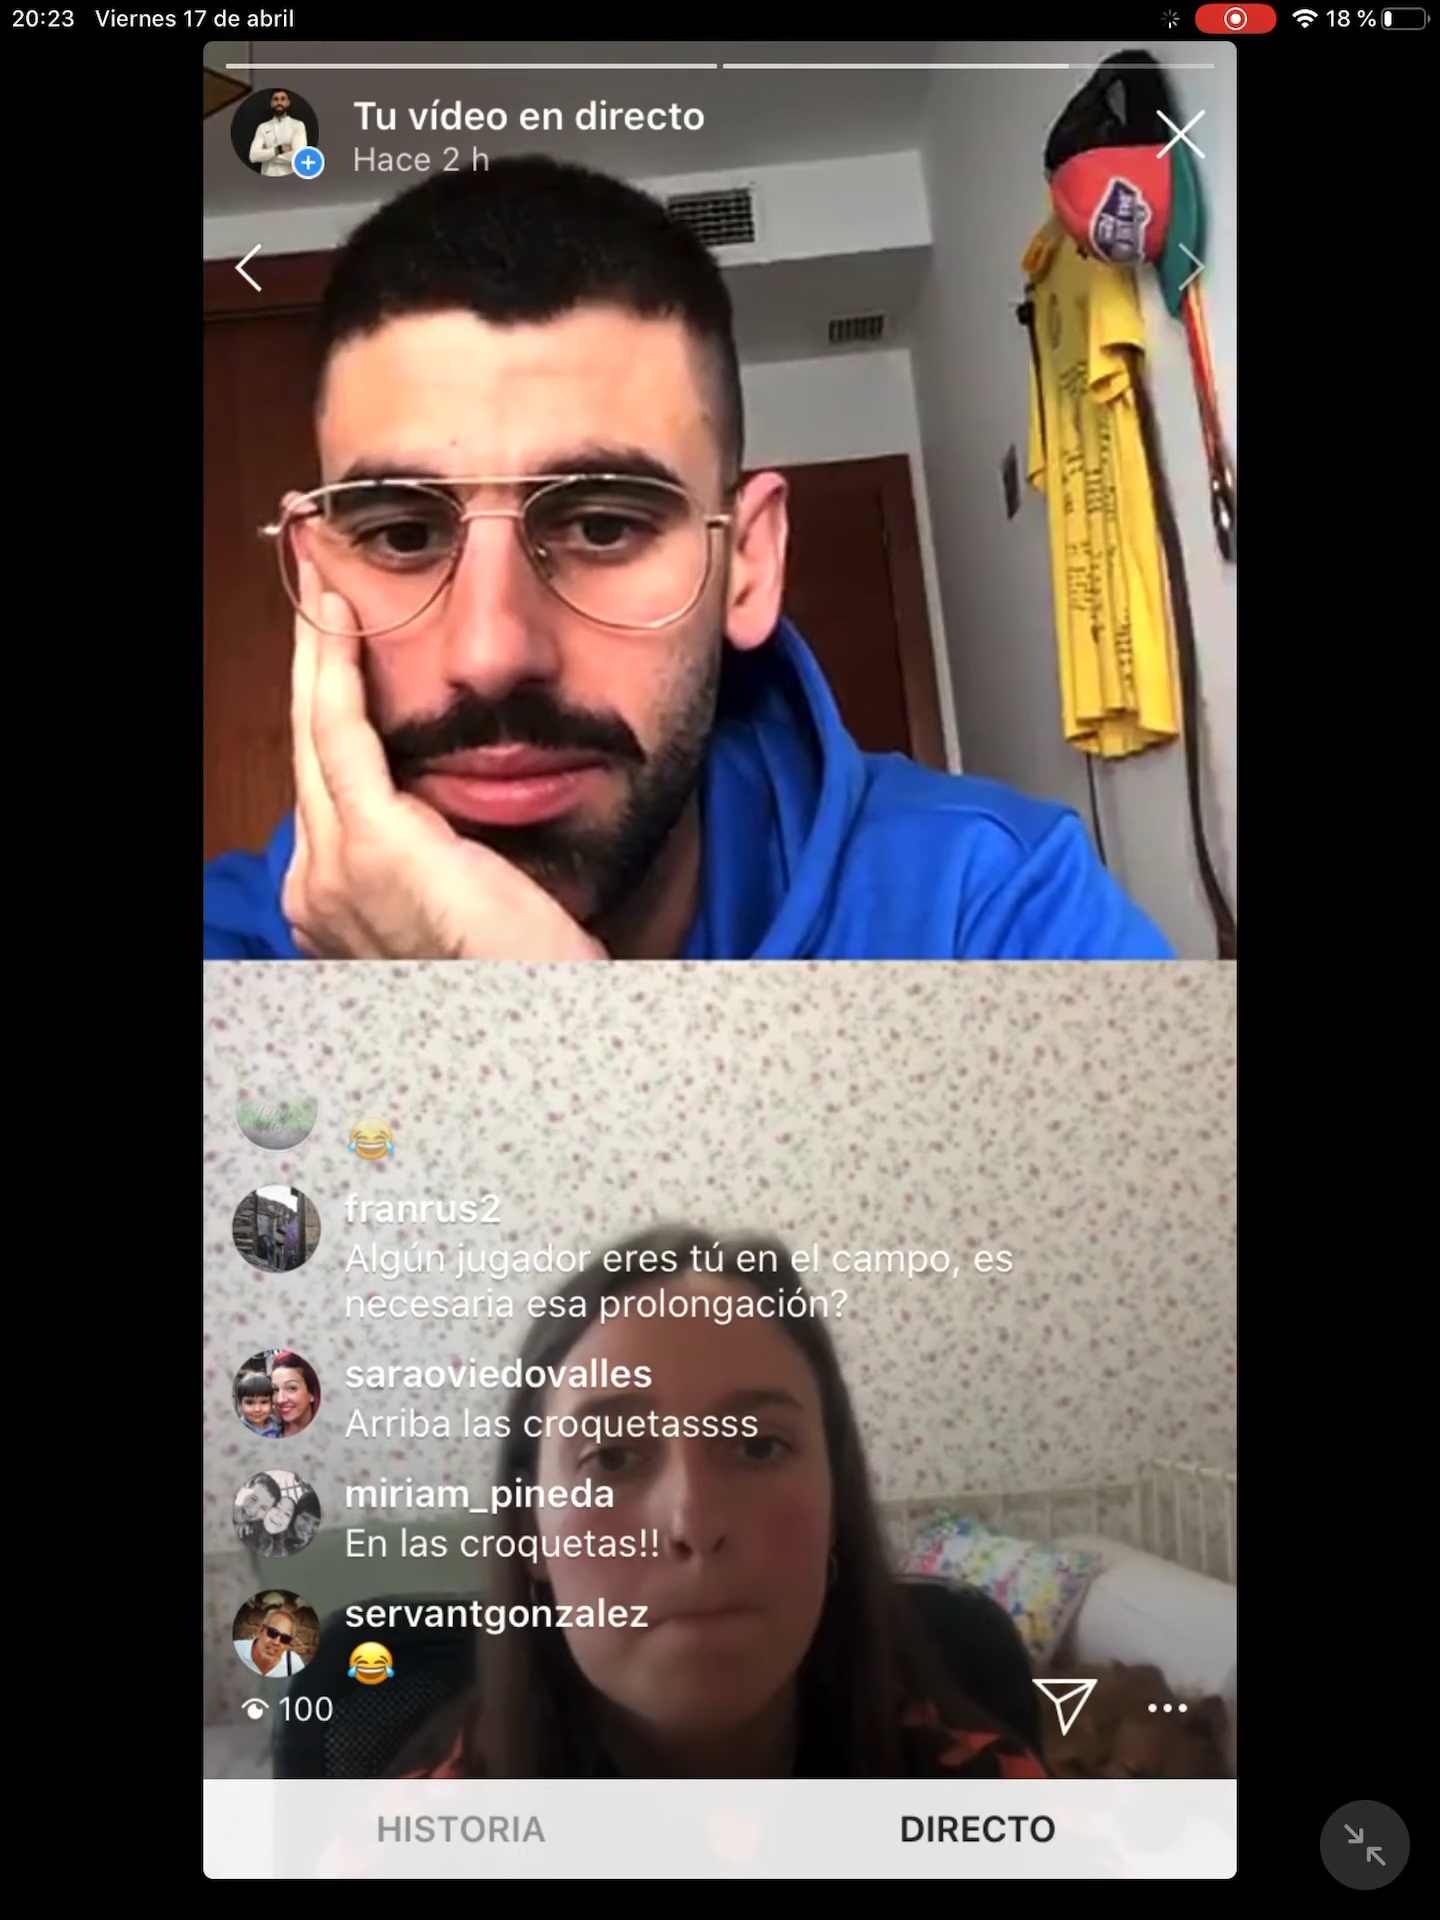 20:23 Viernes 17 de abril
18 %
Tu vídeo en directo
Hace 2 h
😂
franrus2
Algún jugador eres tú en el campo, es
necesaria esa prolongación?
saraoviedovalles
Arriba las croquetassss
miriam_pineda
En las croquetas!!
servantgonzalez
😂
100
HISTORIA
DIRECTO